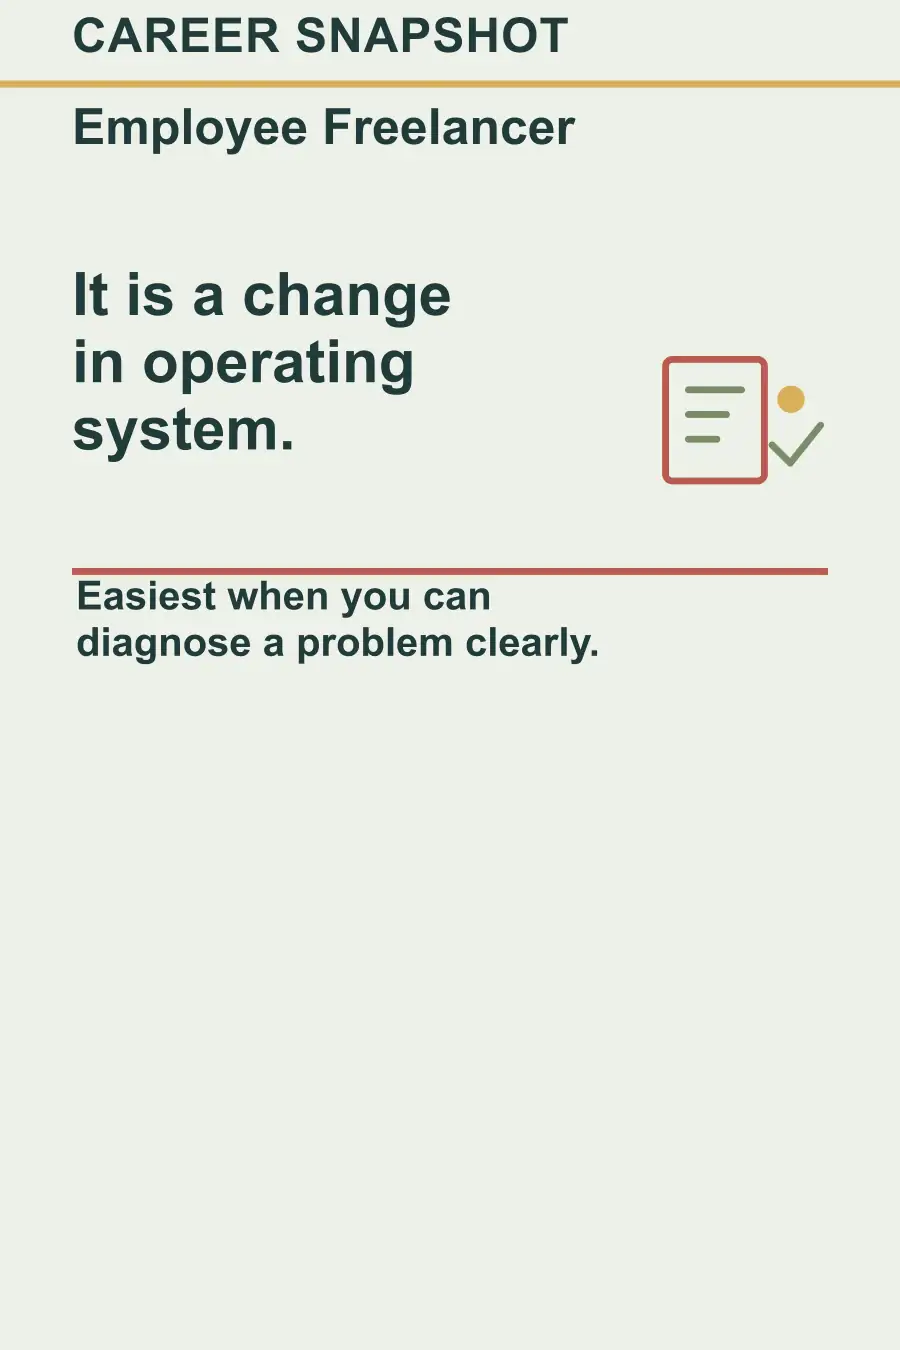 CAREER SNAPSHOT
Employee Freelancer
It is a change
in operating
system.
Easiest when you can
diagnose a problem clearly.